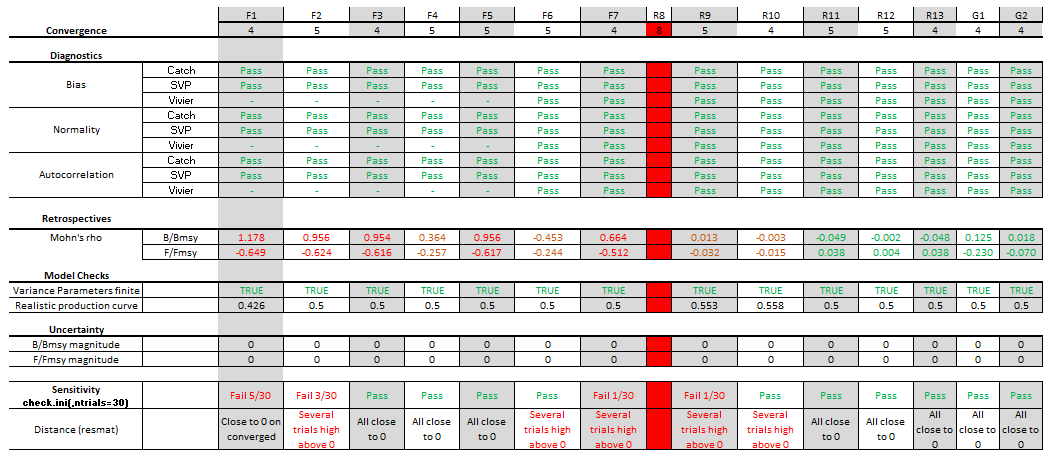 F1 F2 F3 F4 F5 F6 F7 R8 R9 R10 R11 R12 R13 G1 G2
Convergence 4 5 4 5 5 5 4 8 5 4 5 5 4 4 4
Diagnostics
Bias
Catch Pass Pass Pass Pass Pass Pass Pass Pass Pass Pass Pass Pass Pass Pass
SVP Pass Pass Pass Pass Pass Pass Pass Pass Pass Pass Pass Pass Pass Pass
Vivier - - - - - Pass Pass Pass Pass Pass Pass Pass Pass Pass
Normality
Catch Pass Pass Pass Pass Pass Pass Pass Pass Pass Pass Pass Pass Pass Pass
SVP Pass Pass Pass Pass Pass Pass Pass Pass Pass Pass Pass Pass Pass Pass
Vivier - - - - - Pass Pass Pass Pass Pass Pass Pass Pass Pass
Autocorrelation
Catch Pass Pass Pass Pass Pass Pass Pass Pass Pass Pass Pass Pass Pass Pass
SVP Pass Pass Pass Pass Pass Pass Pass Pass Pass Pass Pass Pass Pass Pass
Vivier - - - - - Pass Pass Pass Pass Pass Pass Pass Pass Pass
Retrospectives
Mohn's rho B/Bmsy 1.178 0.956 0.954 0.364 0.956 -0.453 0.664 0.013 -0.003 -0.049 -0.002 -0.048 0.125 0.018
F/Fmsy -0.649 -0.624 -0.616 -0.257 -0.617 -0.244 -0.512 -0.032 -0.015 0.038 0.004 0.038 -0.230 -0.070
Model Checks
Variance Parameters finite TRUE TRUE TRUE TRUE TRUE TRUE TRUE TRUE TRUE TRUE TRUE TRUE TRUE TRUE
Realistic production curve 0.426 0.5 0.5 0.5 0.5 0.5 0.5 0.553 0.558 0.5 0.5 0.5 0.5 0.5
Uncertainty
B/Bmsy magnitude 0 0 0 0 0 0 0 0 0 0 0 0 0 0
F/Fmsy magnitude 0 0 0 0 0 0 0 0 0 0 0 0 0 0
Sensitivity
check.ini(,ntrials=30) Fail 5/30 Fail 3/30 Pass Pass Pass Pass Fail 1/30 Fail 1/30 Pass Pass Pass Pass Pass Pass
Distance (resmat)
Close to 0 on
converged
Several
trials high
above 0
All close
to 0
All close
to 0
All close
to 0
Several
trials high
above 0
Several
trials high
above 0
Several
trials high
above 0
Several
trials high
above 0
All close
to 0
All close
to 0
All
close to
0
All
close to
0
All
close to
0